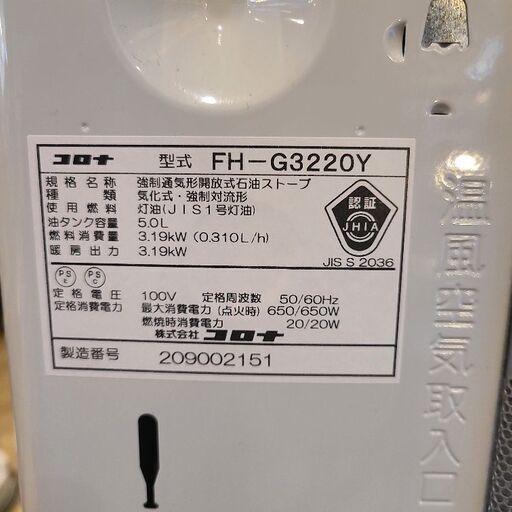 コロナ 型式 FH-G3220Y
規格名称 強制通気形開放式石油ストーブ
種類 気化式・強制対流形
使用燃料 灯油(JIS1号灯油)
油タンク容量 5.0L
燃料消費量 3.19kW (0.310L/h)
暖房出力 3.19kW
認証
JHIA
JIS S 2036
PS E PS C
定格電圧 100V 定格周波数 50/60Hz
定格消費電力 最大消費電力(点火時) 650/650W
燃焼時消費電力 20/20W
株式会社 コロナ
製造番号 209002151
温風空気取入口